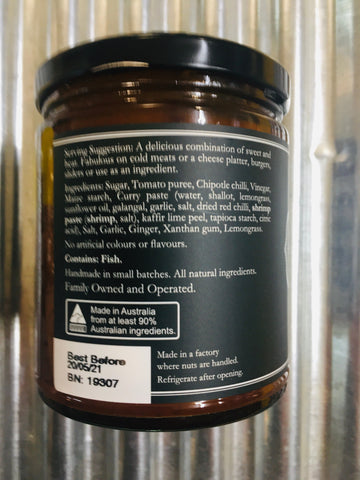 Serving Suggestion: A delicious combination of sweet and
heat. Fabulous on cold meats or a cheese platter, burgers,
sliders or use as an ingredient.
Ingredients: Sugar, Tomato puree, Chipotle chilli, Vinegar,
Maize starch, Curry paste (water, shallot, lemongrass,
sunflower oil, galangal, garlic, salt, dried red chilli, shrimp
paste (shrimp, salt), kaffir lime peel, tapioca starch, citric
acid), Salt, Garlic, Ginger, Xanthan gum, Lemongrass.
No artificial colours or flavours.
Contains: Fish.
Handmade in small batches. All natural ingredients.
Family Owned and Operated.
Made in Australia
from at least 90%
Australian ingredients.
Best Before
20/05/21
BN: 19307
Made in a factory
where nuts are handled.
Refrigerate after opening.